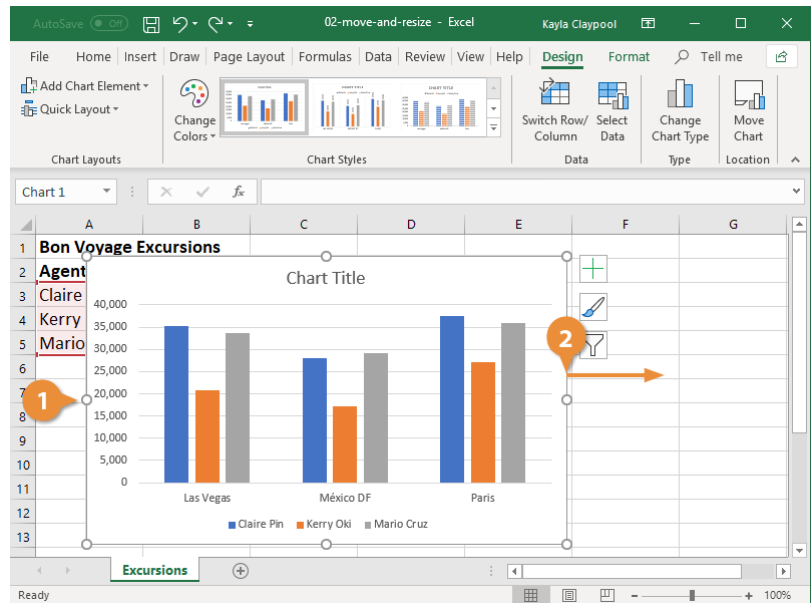 AutoSave Off 02-move-and-resize - Excel Kayla Claypool
File Home Insert Draw Page Layout Formulas Data Review View Help Design Format Tell me
Add Chart Element
Quick Layout
Change
Colors
Switch Row/
Column
Select
Data
Change
Chart Type
Move
Chart
Chart Layouts Chart Styles Data Type Location
Chart 1 fx
A B C D E F G
1 Bon Voyage Excursions
2 Agent
3 Claire
4 Kerry
5 Mario
6
7
8
9
10
11
12
13
Chart Title
40,000
35,000
30,000
25,000
20,000
15,000
10,000
5,000
0
Las Vegas México DF Paris
Claire Pin Kerry Oki Mario Cruz
1
2
Excursions
Ready 100%